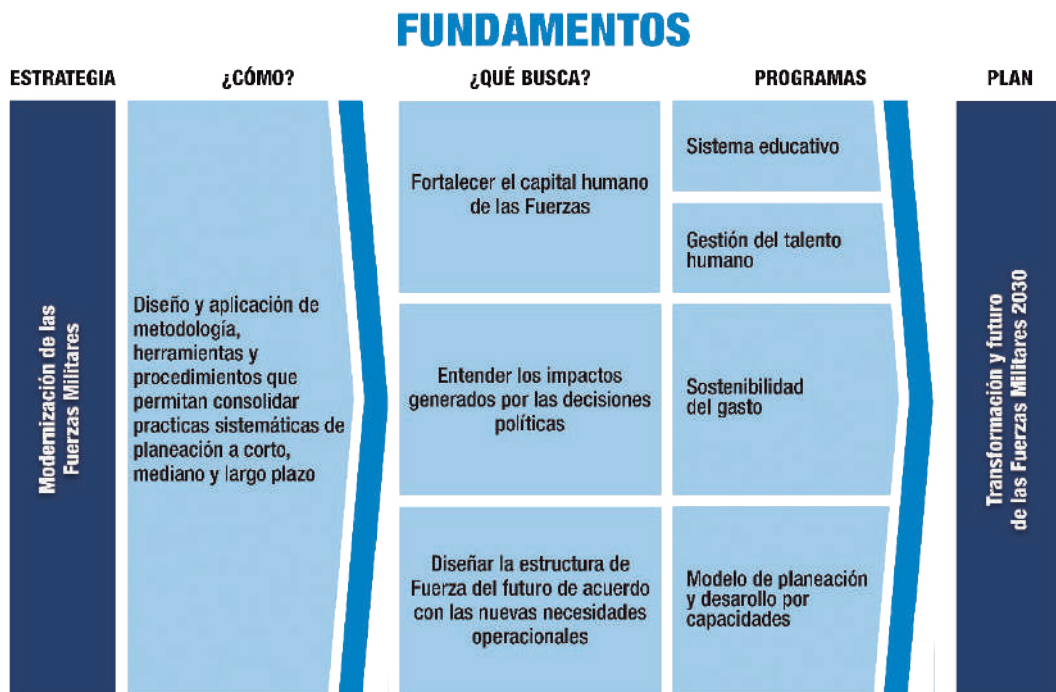 FUNDAMENTOS
ESTRATEGIA
¿CÓMO?
¿QUÉ BUSCA?
PROGRAMAS
PLAN
Modernización de las
Fuerzas Militares
Diseño y aplicación de
metodología,
herramientas y
procedimientos que
permitan consolidar
practicas sistemáticas de
planeación a corto,
mediano y largo plazo
Fortalecer el capital humano
de las Fuerzas
Entender los impactos
generados por las decisiones
políticas
Diseñar la estructura de
Fuerza del futuro de acuerdo
con las nuevas necesidades
operacionales
Sistema educativo
Gestión del talento
humano
Sostenibilidad
del gasto
Modelo de planeación
y desarollo por
capacidades
Transformación y futuro
de las Fuerzas Militares 2030